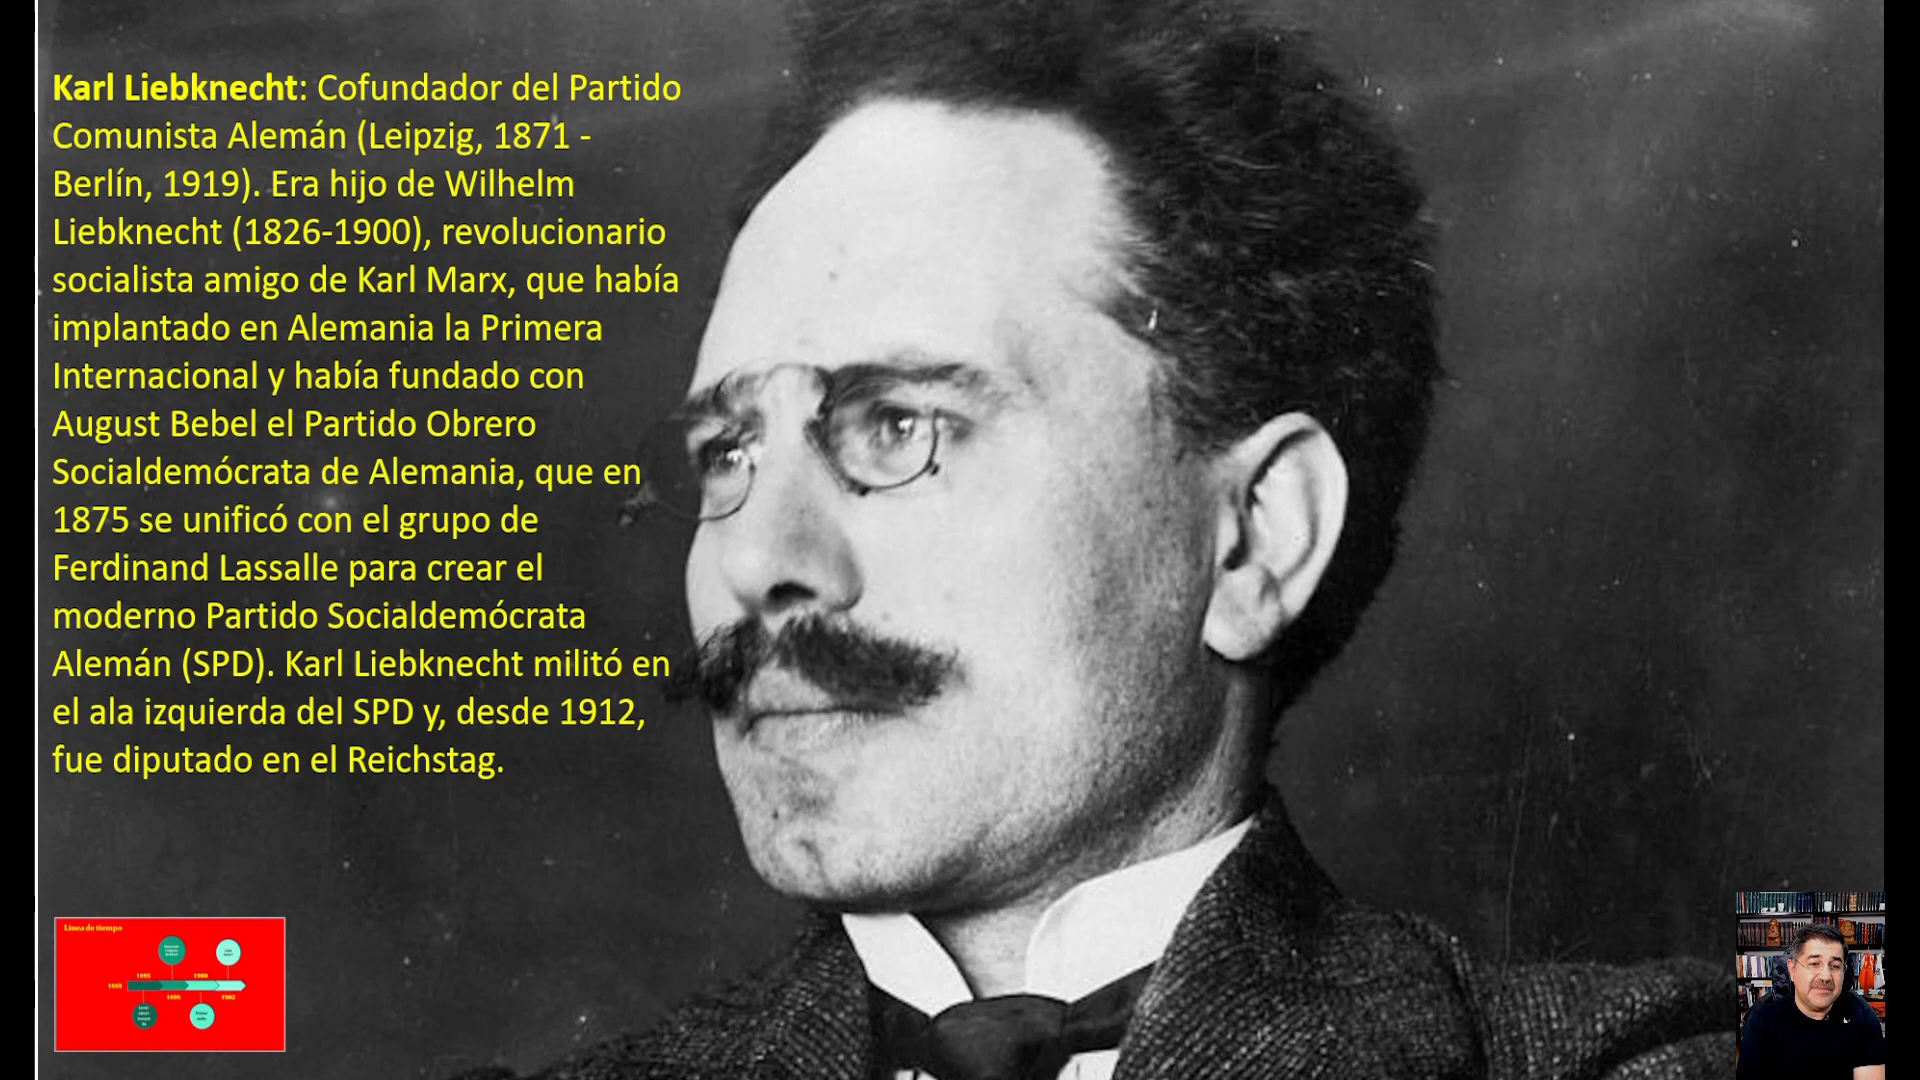 Karl Liebknecht: Cofundador del Partido
Comunista Alemán (Leipzig, 1871 -
Berlín, 1919). Era hijo de Wilhelm
Liebknecht (1826-1900), revolucionario
socialista amigo de Karl Marx, que había
implantado en Alemania la Primera
Internacional y había fundado con
August Bebel el Partido Obrero
Socialdemócrata de Alemania, que en
1875 se unificó con el grupo de
Ferdinand Lassalle para crear el
moderno Partido Socialdemócrata
Alemán (SPD). Karl Liebknecht militó en
el ala izquierda del SPD y, desde 1912,
fue diputado en el Reichstag.
Línea de tiempo
1895 1900
1902